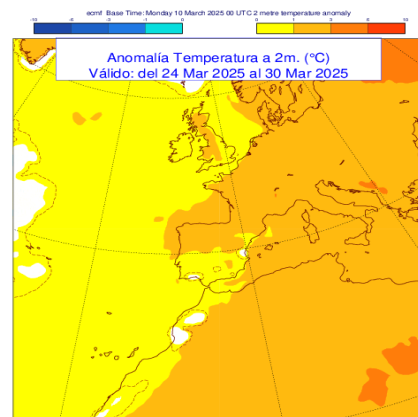 ecmf Base Time: Monday 10 March 2025 00 UTC 2 metre temperature anomaly
Anomalía Temperatura a 2m. (°C)
Válido: del 24 Mar 2025 al 30 Mar 2025